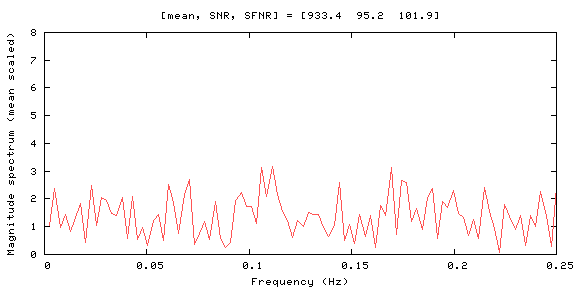 [mean, SNR, SFNR] = [933.4 95.2 101.9]
Magnitude spectrum (mean scaled)
8
7
6
5
4
3
2
1
0
0 0.05 0.1 0.15 0.2 0.25
Frequency (Hz)